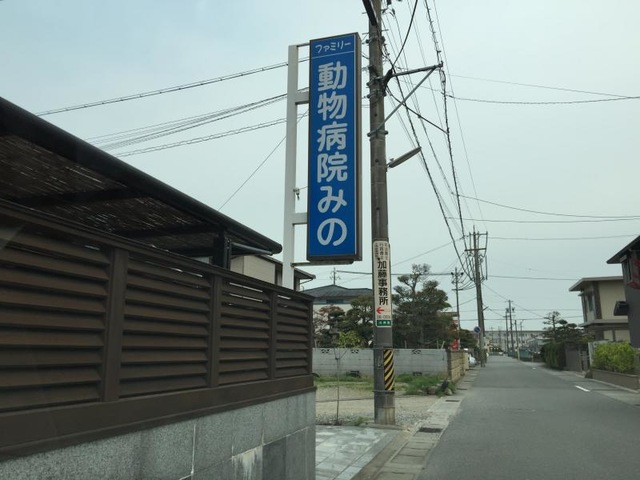 ファミリー
動物病院みの
加藤事務所